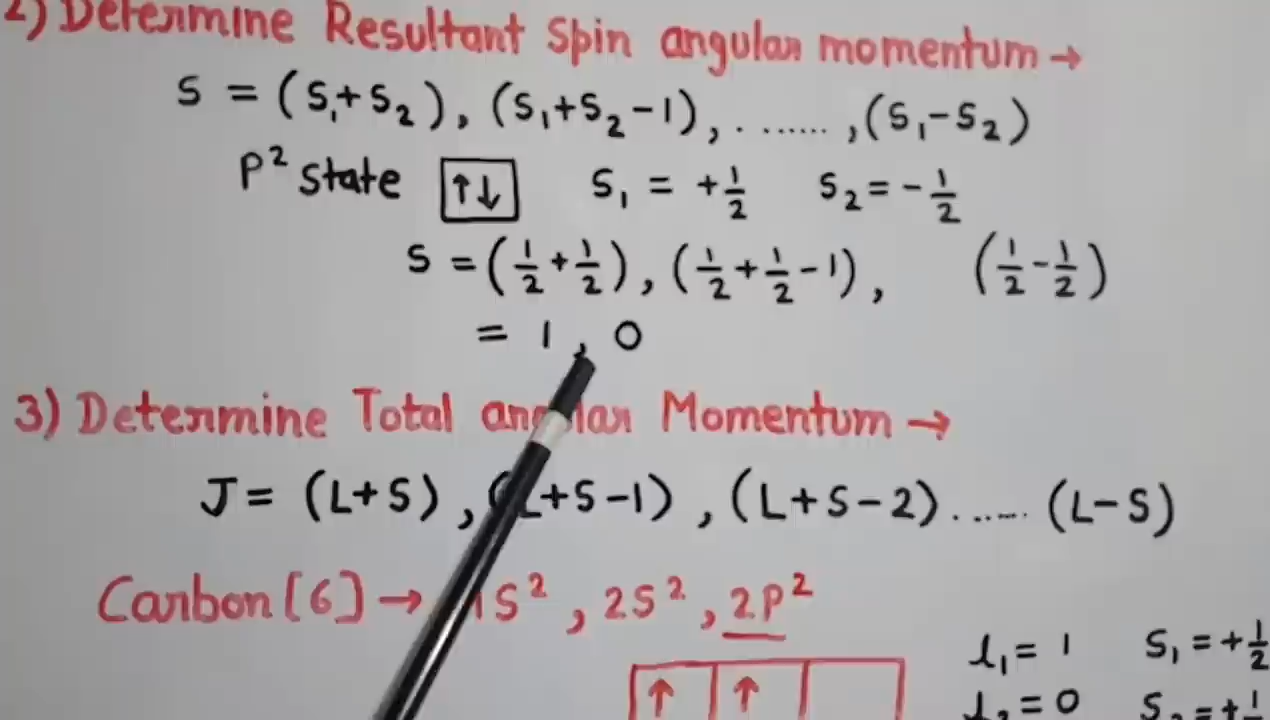 2) Determine Resultant Spin angular momentum →
S = (S₁+S₂), (S₁+S₂-1), ......., (S₁-S₂)
P² state ↑↓ S₁ = +1/2 S₂ = -1/2
S = (1/2+1/2), (1/2+1/2-1), (1/2-1/2)
= 1, 0
3) Determine Total angular Momentum →
J = (L+S), (L+S-1), (L+S-2)...... (L-S)
Carbon[6] → 1S², 2S², 2P²
l₁ = 1 S₁ = +1/2
↑ ↑ l₂ = 0 S₂ = +1